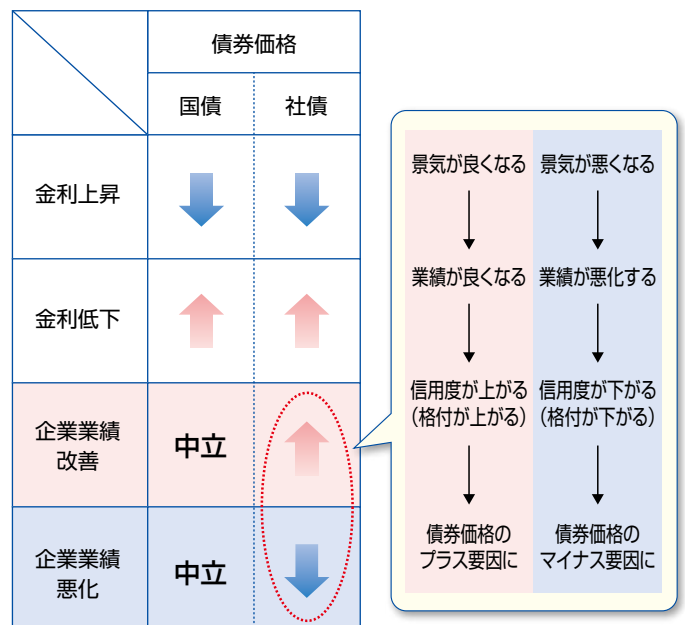 債券価格
国債
社債
金利上昇
金利低下
企業業績
改善
中立
企業業績
悪化
中立
景気が良くなる
業績が良くなる
信用度が上がる
（格付が上がる）
債券価格の
プラス要因に
景気が悪くなる
業績が悪化する
信用度が下がる
（格付が下がる）
債券価格の
マイナス要因に